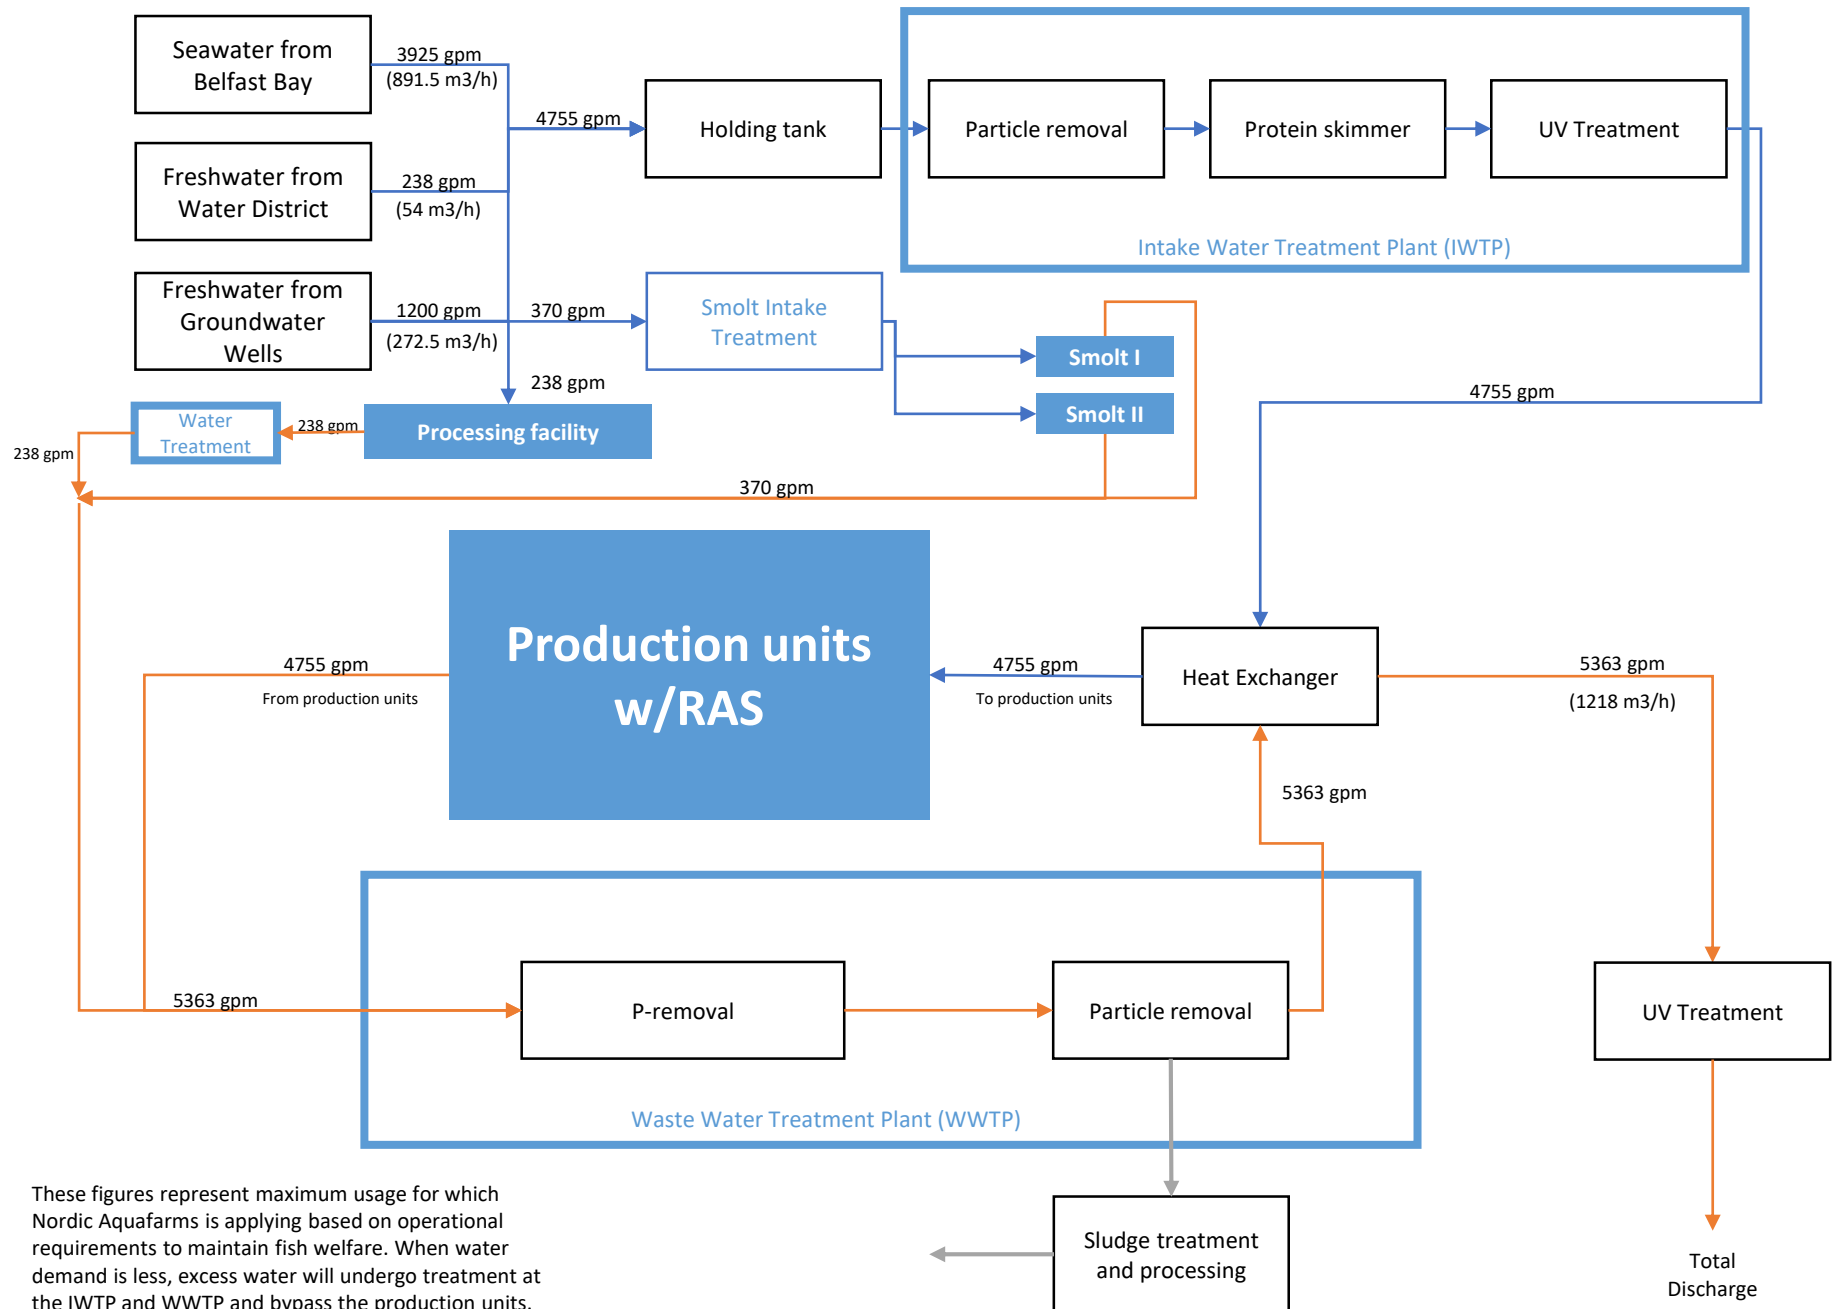 Seawater from
Belfast Bay
3925 gpm
(891.5 m3/h)
4755 gpm
Holding tank
Particle removal
Protein skimmer
UV Treatment
Freshwater from
Water District
238 gpm
(54 m3/h)
Intake Water Treatment Plant (IWTP)
Freshwater from
Groundwater
Wells
1200 gpm
(272.5 m3/h)
370 gpm
Smolt Intake
Treatment
Smolt I
Smolt II
4755 gpm
238 gpm
Processing facility
238 gpm
Water
Treatment
238 gpm
370 gpm
Production units
w/RAS
4755 gpm
From production units
4755 gpm
To production units
Heat Exchanger
5363 gpm
(1218 m3/h)
5363 gpm
5363 gpm
P-removal
Particle removal
UV Treatment
Waste Water Treatment Plant (WWTP)
Sludge treatment
and processing
Total
Discharge
These figures represent maximum usage for which
Nordic Aquafarms is applying based on operational
requirements to maintain fish welfare. When water
demand is less, excess water will undergo treatment at
the IWTP and WWTP and bypass the production units.